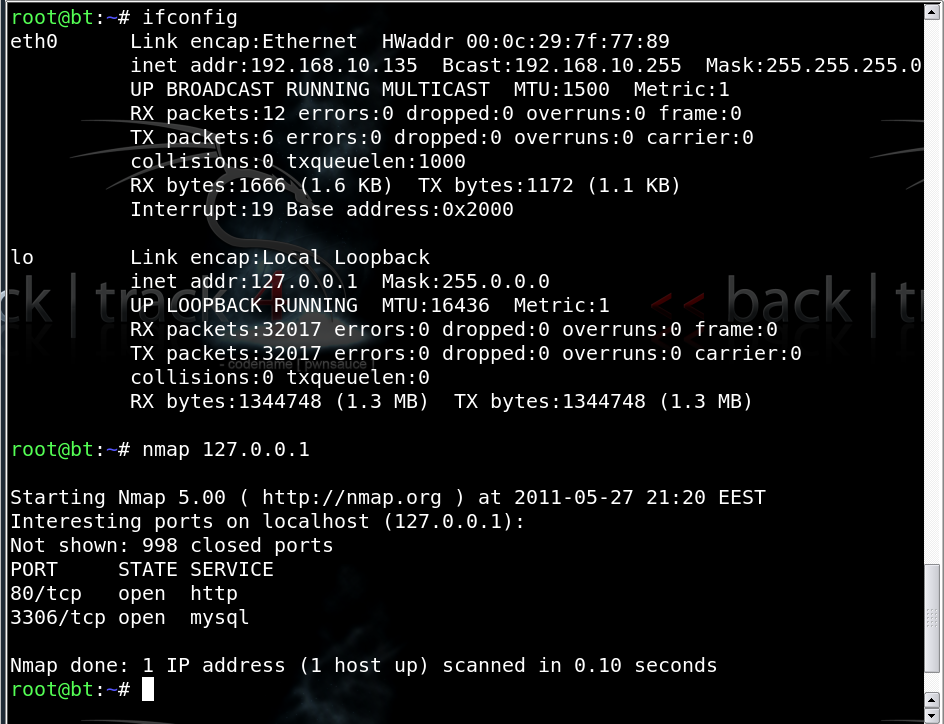 root@bt:~# ifconfig
eth0      Link encap:Ethernet  HWaddr 00:0c:29:7f:77:89
          inet addr:192.168.10.135  Bcast:192.168.10.255  Mask:255.255.255.0
          UP BROADCAST RUNNING MULTICAST  MTU:1500  Metric:1
          RX packets:12 errors:0 dropped:0 overruns:0 frame:0
          TX packets:6 errors:0 dropped:0 overruns:0 carrier:0
          collisions:0 txqueuelen:1000
          RX bytes:1666 (1.6 KB)  TX bytes:1172 (1.1 KB)
          Interrupt:19 Base address:0x2000
lo        Link encap:Local Loopback
          inet addr:127.0.0.1  Mask:255.0.0.0
ck | track 4 << back | tr
          UP LOOPBACK RUNNING  MTU:16436  Metric:1
          RX packets:32017 errors:0 dropped:0 overruns:0 frame:0
          TX packets:32017 errors:0 dropped:0 overruns:0 carrier:0
- codename [ pwnsauce ]
          collisions:0 txqueuelen:0
          RX bytes:1344748 (1.3 MB)  TX bytes:1344748 (1.3 MB)
root@bt:~# nmap 127.0.0.1
Starting Nmap 5.00 ( http://nmap.org ) at 2011-05-27 21:20 EEST
Interesting ports on localhost (127.0.0.1):
Not shown: 998 closed ports
PORT     STATE SERVICE
80/tcp   open  http
3306/tcp open  mysql
Nmap done: 1 IP address (1 host up) scanned in 0.10 seconds
root@bt:~#